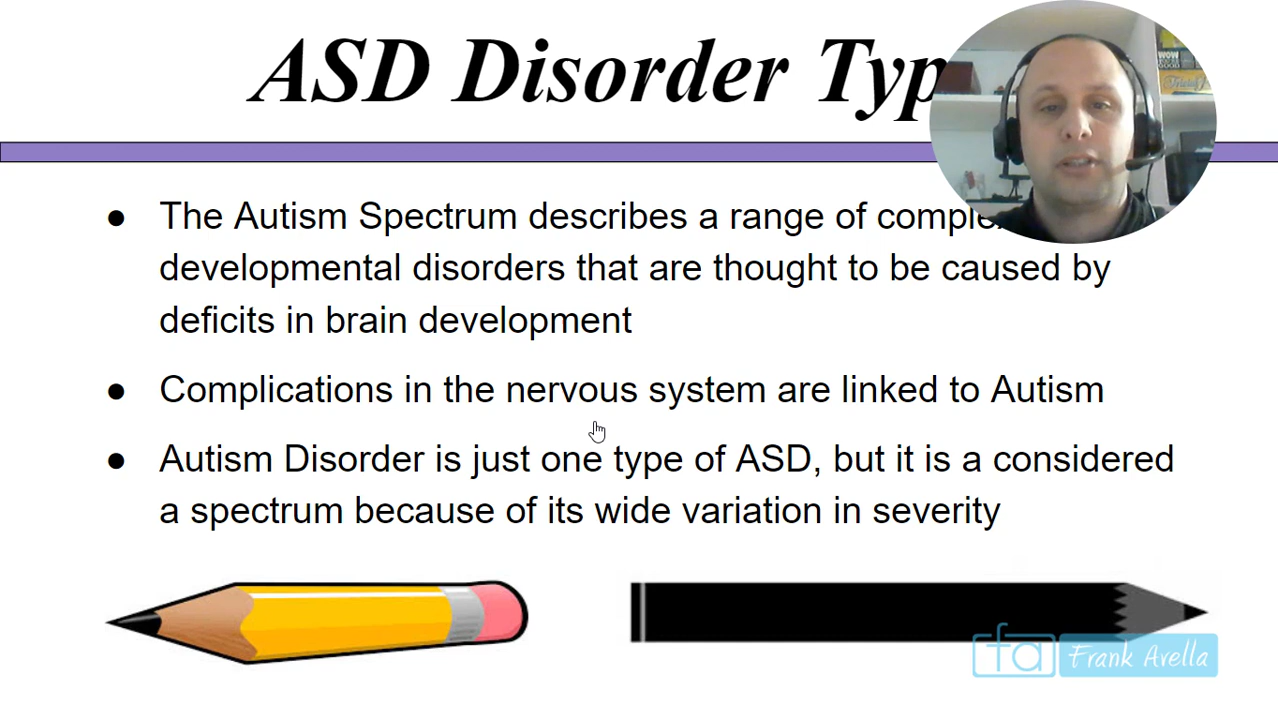 ASD Disorder Typ
● The Autism Spectrum describes a range of complex
developmental disorders that are thought to be caused by
deficits in brain development
● Complications in the nervous system are linked to Autism
● Autism Disorder is just one type of ASD, but it is a considered
a spectrum because of its wide variation in severity
fa Frank Avella